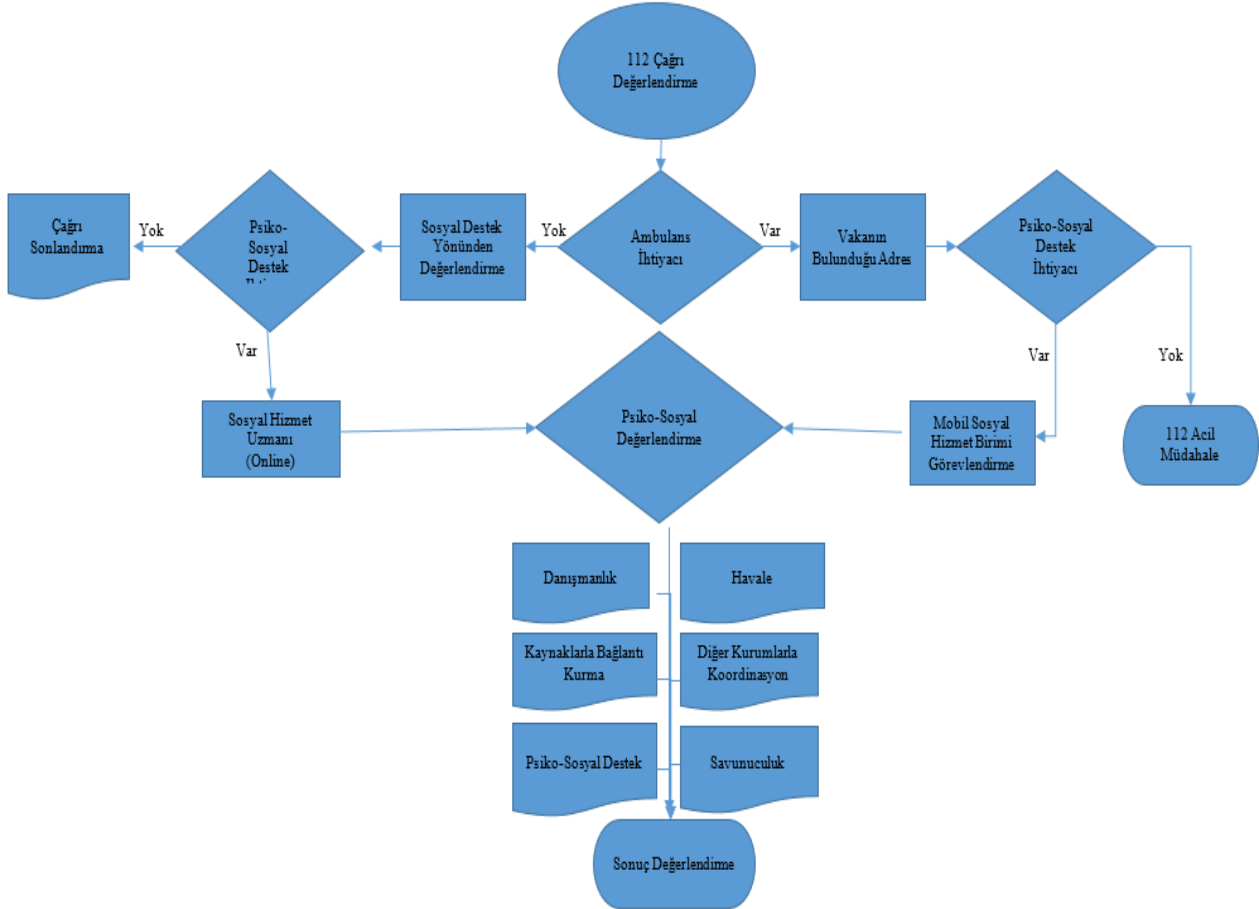 112 Çağrı
Değerlendirme
Çağrı
Sonlandırma
Yok
Psiko-
Sosyal
Destek
Sosyal Destek
Yönünden
Değerlendirme
Yok
Ambulans
İhtiyacı
Var
Vakanın
Bulunduğu Adres
Psiko-Sosyal
Destek
İhtiyacı
Var
Var
Yok
Sosyal Hizmet
Uzmanı
(Online)
Psiko-Sosyal
Değerlendirme
Mobil Sosyal
Hizmet Birimi
Görevlendirme
112 Acil
Müdahale
Danışmanlık
Havale
Kaynaklarla Bağlantı
Kurma
Diğer Kurumlarla
Koordinasyon
Psiko-Sosyal Destek
Savunuculuk
Sonuç Değerlendirme